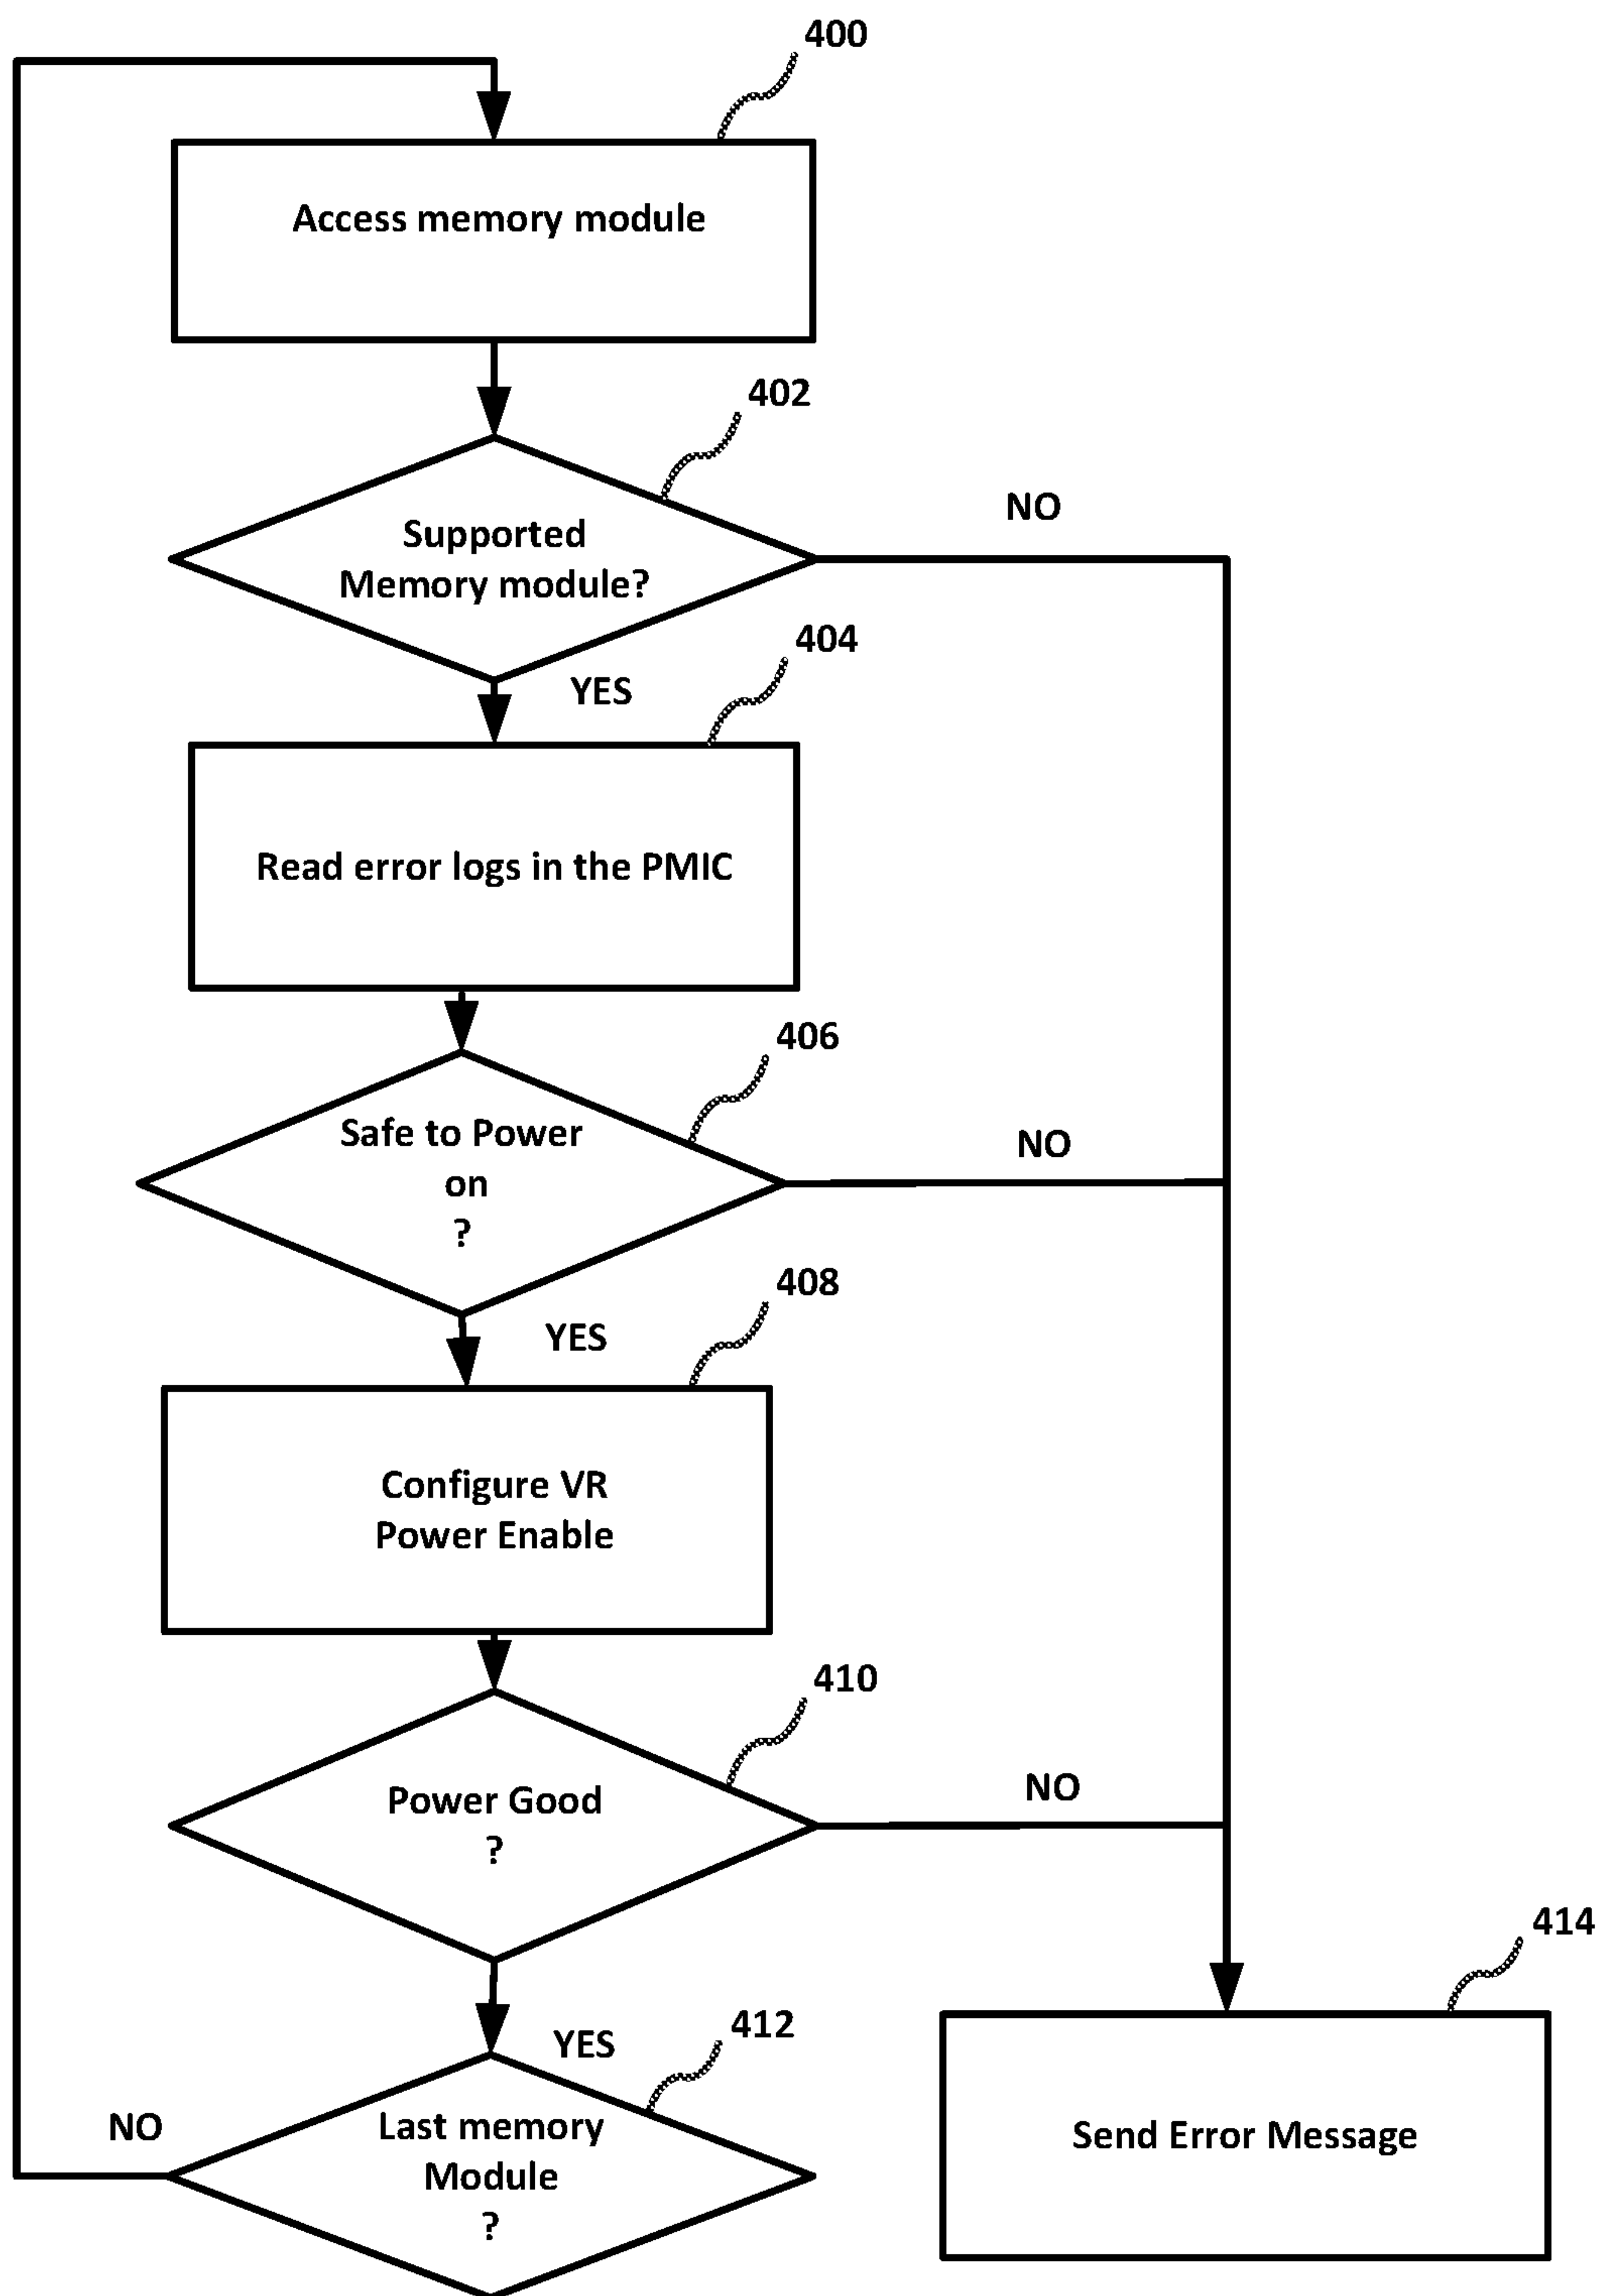 400
Access memory module
402
Supported
Memory module?
NO
YES
404
Read error logs in the PMIC
406
Safe to Power
on
?
NO
YES
408
Configure VR
Power Enable
410
Power Good
?
NO
YES
412
Last memory
Module
?
NO
414
Send Error Message